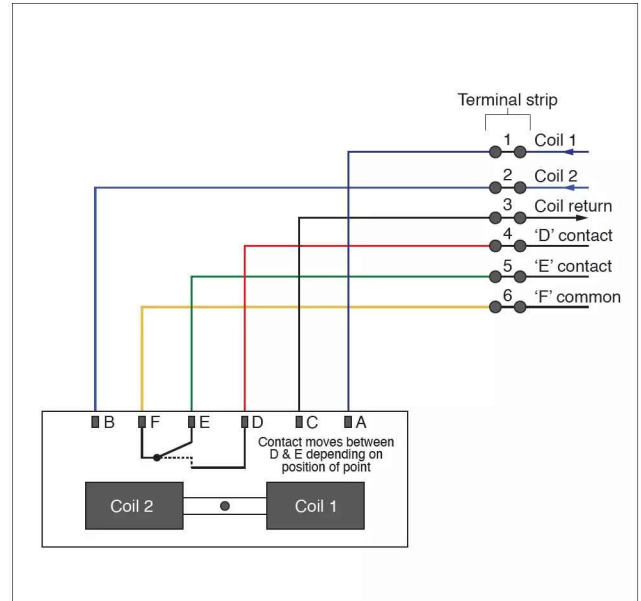 Terminal strip
1 Coil 1
2 Coil 2
3 Coil return
4 ‘D’ contact
5 ‘E’ contact
6 ‘F’ common
B F E D C A
Contact moves between
D & E depending on
position of point
Coil 2 Coil 1